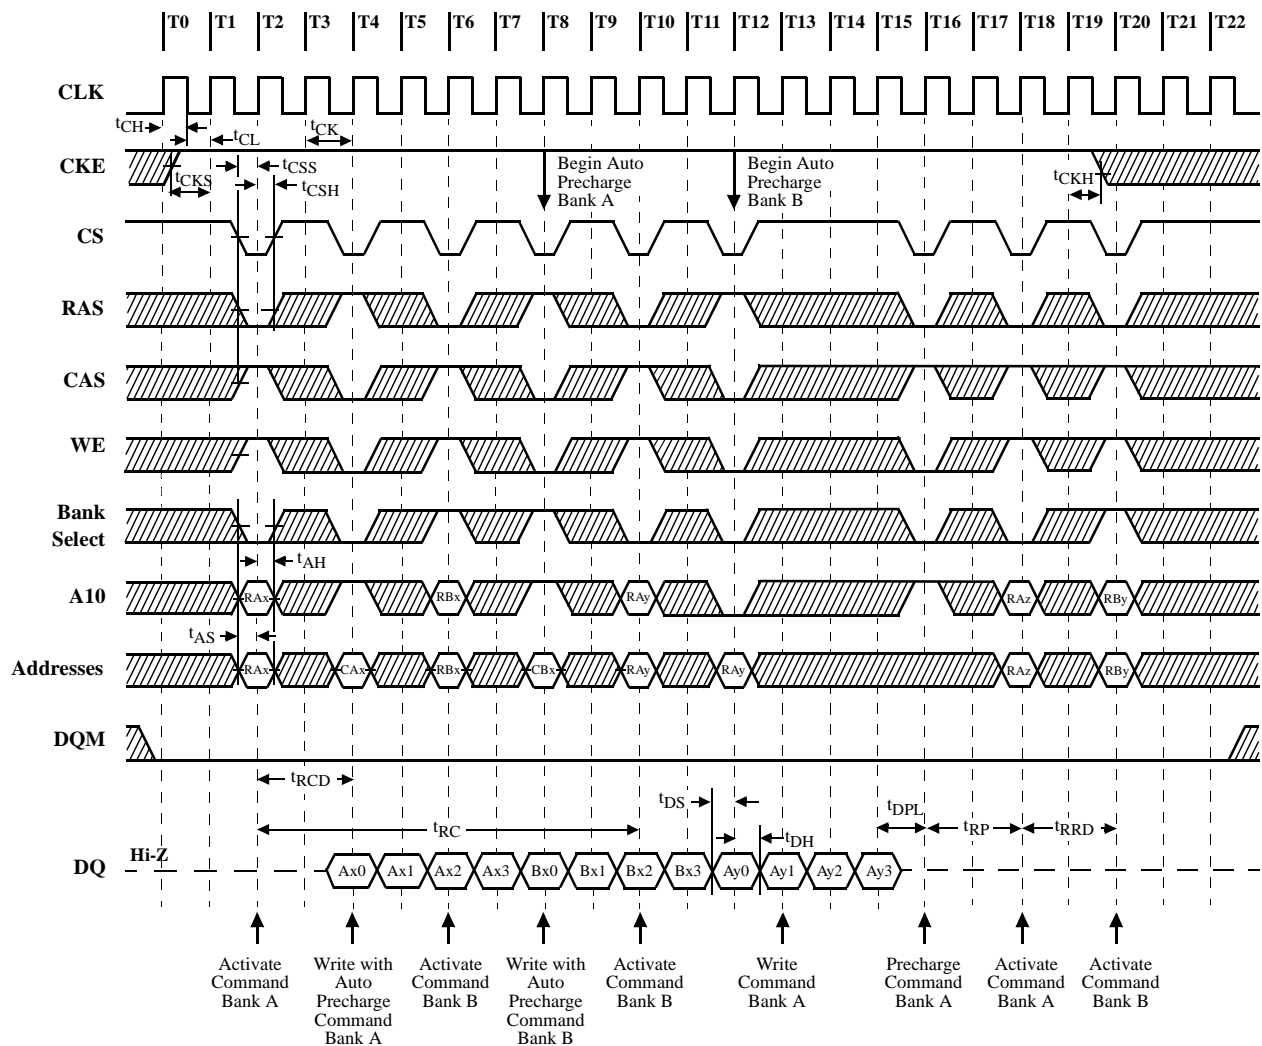 T0 T1 T2 T3 T4 T5 T6 T7 T8 T9 T10 T11 T12 T13 T14 T15 T16 T17 T18 T19 T20 T21 T22
CLK
tCH
tCL
tCK
CKE
tCKS
tCSS
tCSH
Begin Auto
Precharge
Bank A
Begin Auto
Precharge
Bank B
tCKH
CS
RAS
CAS
WE
Bank
Select
tAH
A10
RAx RBx RAy RAz RBy
tAS
Addresses
RAx CAx RBx CBx RAy RAy RAz RBy
DQM
tRCD
tRC
tDS
tDH
tDPL
tRP
tRRD
DQ
Hi-Z
Ax0 Ax1 Ax2 Ax3 Bx0 Bx1 Bx2 Bx3 Ay0 Ay1 Ay2 Ay3
Activate
Command
Bank A
Write with
Auto
Precharge
Command
Bank A
Activate
Command
Bank B
Write with
Auto
Precharge
Command
Bank B
Activate
Command
Bank B
Write
Command
Bank A
Precharge
Command
Bank A
Activate
Command
Bank A
Activate
Command
Bank B